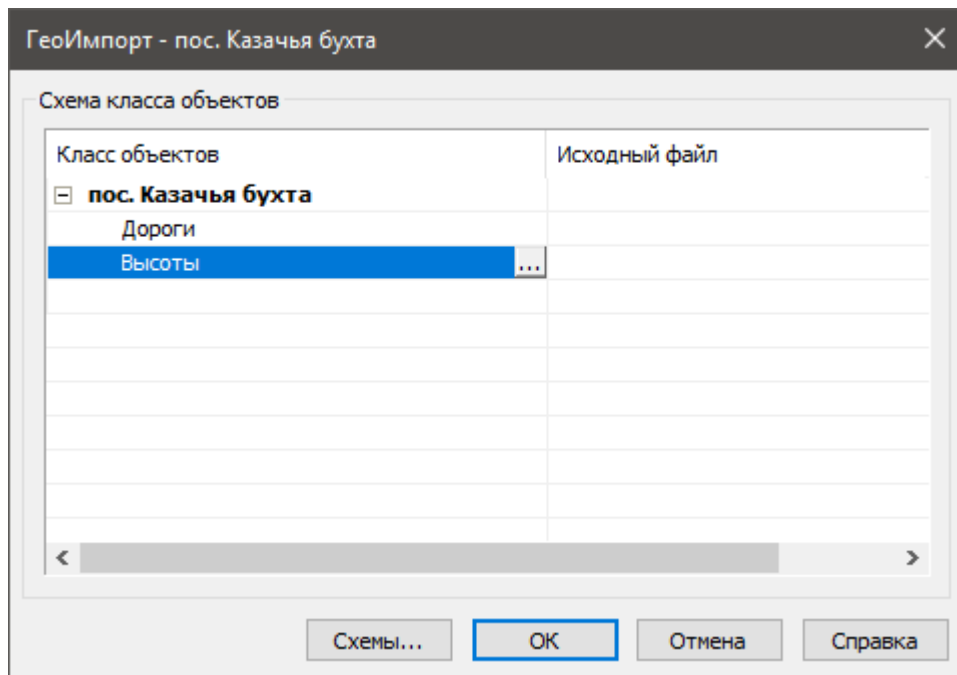 ГеоИмпорт - пос. Казачья бухта
Схема класса объектов
Класс объектов Исходный файл
пос. Казачья бухта
Дороги
Высоты ...
Схемы... OK Отмена Справка